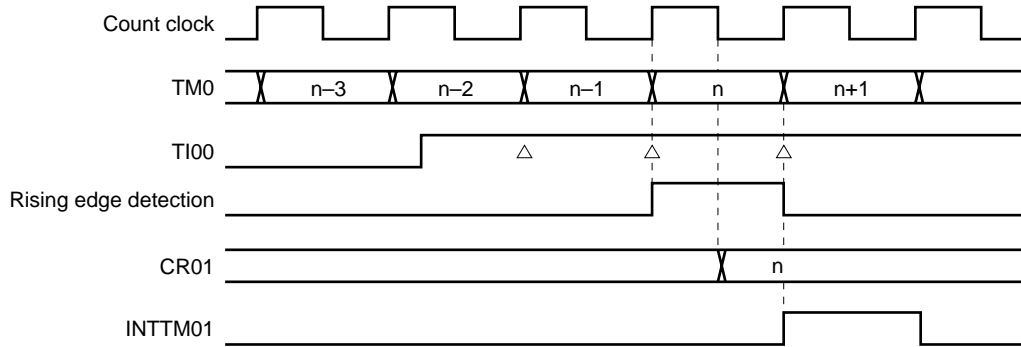 Count clock
TM0 n–3 n–2 n–1 n n+1
TI00
Rising edge detection
CR01 n
INTTM01